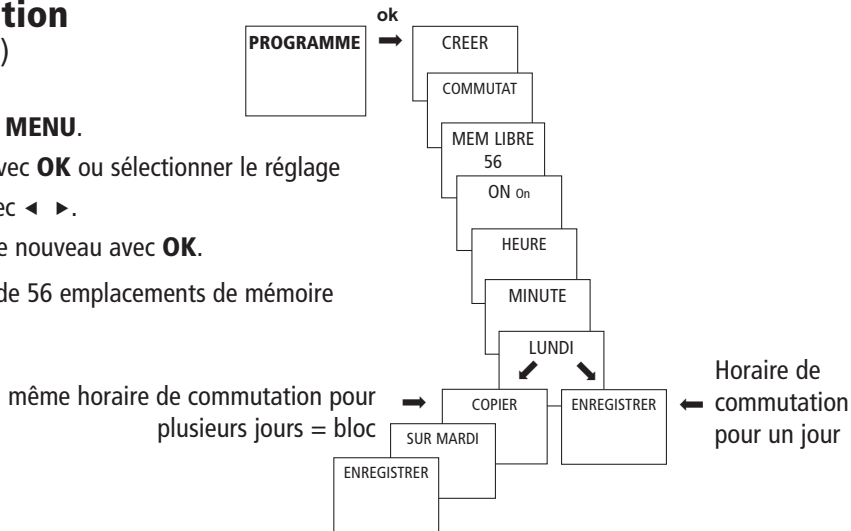 tion
)
MENU.
vec OK ou sélectionner le réglage
ec ◄ ►.
e nouveau avec OK.
de 56 emplacements de mémoire
ok
PROGRAMME
CREER
COMMUTAT
MEM LIBRE
56
ON On
HEURE
MINUTE
LUNDI
même horaire de commutation pour
plusieurs jours = bloc
COPIER
SUR MARDI
ENREGISTRER
ENREGISTRER
Horaire de
commutation
pour un jour